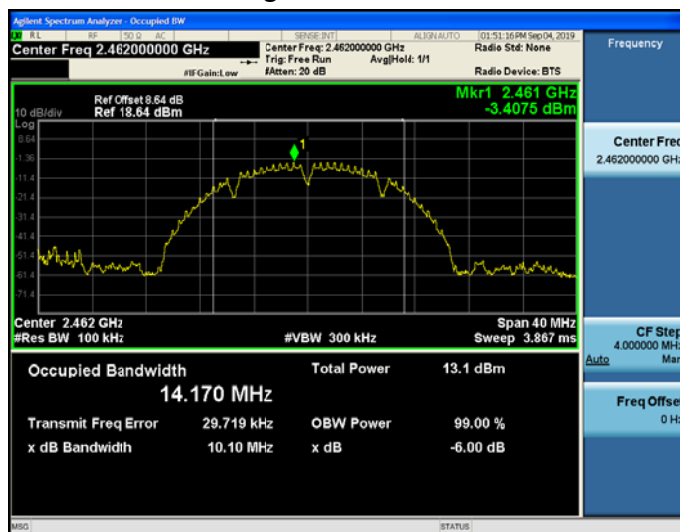 Agilent Spectrum Analyzer - Occupied BW
RL RF 50 Ω AC SENSE:INT ALIGN AUTO 01:51:16 PM Sep 04, 2019
Center Freq 2.462000000 GHz Center Freq: 2.462000000 GHz Radio Std: None Frequency
Trig: Free Run Avg|Hold: 1/1
#IFGain:Low #Atten: 20 dB Radio Device: BTS
Ref Offset 8.64 dB Mkr1 2.461 GHz
10 dB/div Ref 18.64 dBm -3.4075 dBm
Log
8.64
-1.36
-11.4
-21.4
-31.4
-41.4
-51.4
-61.4
-71.4
1
Center Freq
2.462000000 GHz
Center 2.462 GHz Span 40 MHz
#Res BW 100 kHz #VBW 300 kHz Sweep 3.867 ms
CF Step
4.000000 MHz
Auto Man
Occupied Bandwidth Total Power 13.1 dBm
14.170 MHz
Transmit Freq Error 29.719 kHz OBW Power 99.00 %
x dB Bandwidth 10.10 MHz x dB -6.00 dB
Freq Offset
0 Hz
MSG STATUS